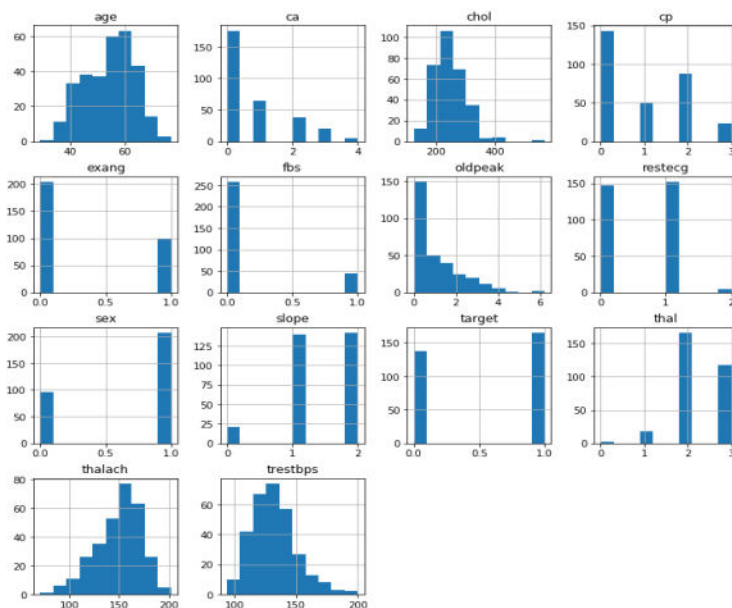 age ca chol cp
60 40 20 0 150 100 50 0 100 80 60 40 20 0 150 100 50 0
40 60 0 1 2 3 4 200 400 0 1 2 3
exang fbs oldpeak restecg
200 150 100 50 0 250 200 150 100 50 0 150 100 50 0 150 100 50 0
0.0 0.5 1.0 0.0 0.5 1.0 0 2 4 6 0 1 2
sex slope target thal
200 150 100 50 0 125 100 75 50 25 0 150 100 50 0 150 100 50 0
0.0 0.5 1.0 0 1 2 0.0 0.5 1.0 0 1 2 3
thalach trestbps
80 60 40 20 0 60 40 20 0
100 150 200 100 150 200